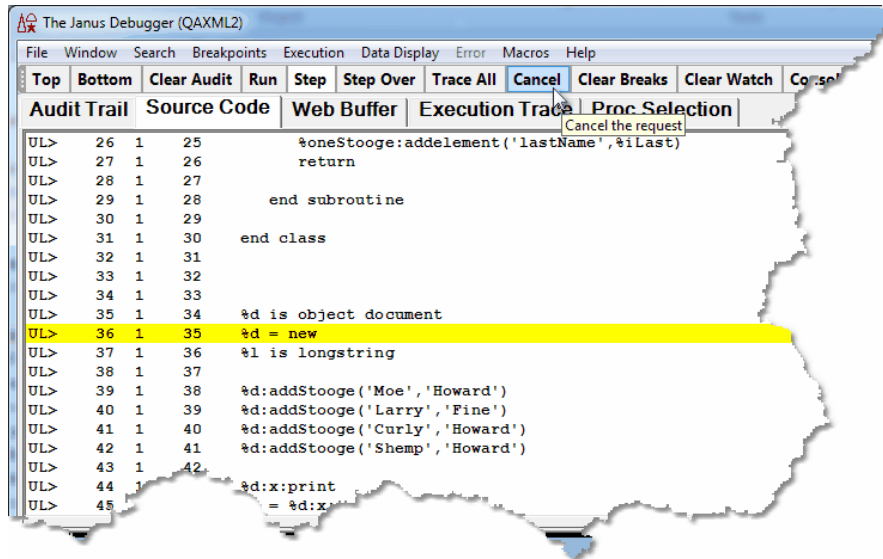 The Janus Debugger (QAXML2)
File Window Search Breakpoints Execution Data Display Error Macros Help
Top Bottom Clear Audit Run Step Step Over Trace All Cancel Clear Breaks Clear Watch
Audit Trail Source Code Web Buffer Execution Trace Proc Selection
Cancel the request
UL> 26 1 25 %oneStooge:addelement('lastName',%iLast)
UL> 27 1 26 return
UL> 28 1 27
UL> 29 1 28 end subroutine
UL> 30 1 29
UL> 31 1 30 end class
UL> 32 1 31
UL> 33 1 32
UL> 34 1 33
UL> 35 1 34 %d is object document
UL> 36 1 35 %d = new
UL> 37 1 36 %l is longstring
UL> 38 1 37
UL> 39 1 38 %d:addStooge('Moe','Howard')
UL> 40 1 39 %d:addStooge('Larry','Fine')
UL> 41 1 40 %d:addStooge('Curly','Howard')
UL> 42 1 41 %d:addStooge('Shemp','Howard')
UL> 43 1 42
UL> 44 1 %d:x:print
UL> 45 = %d:x